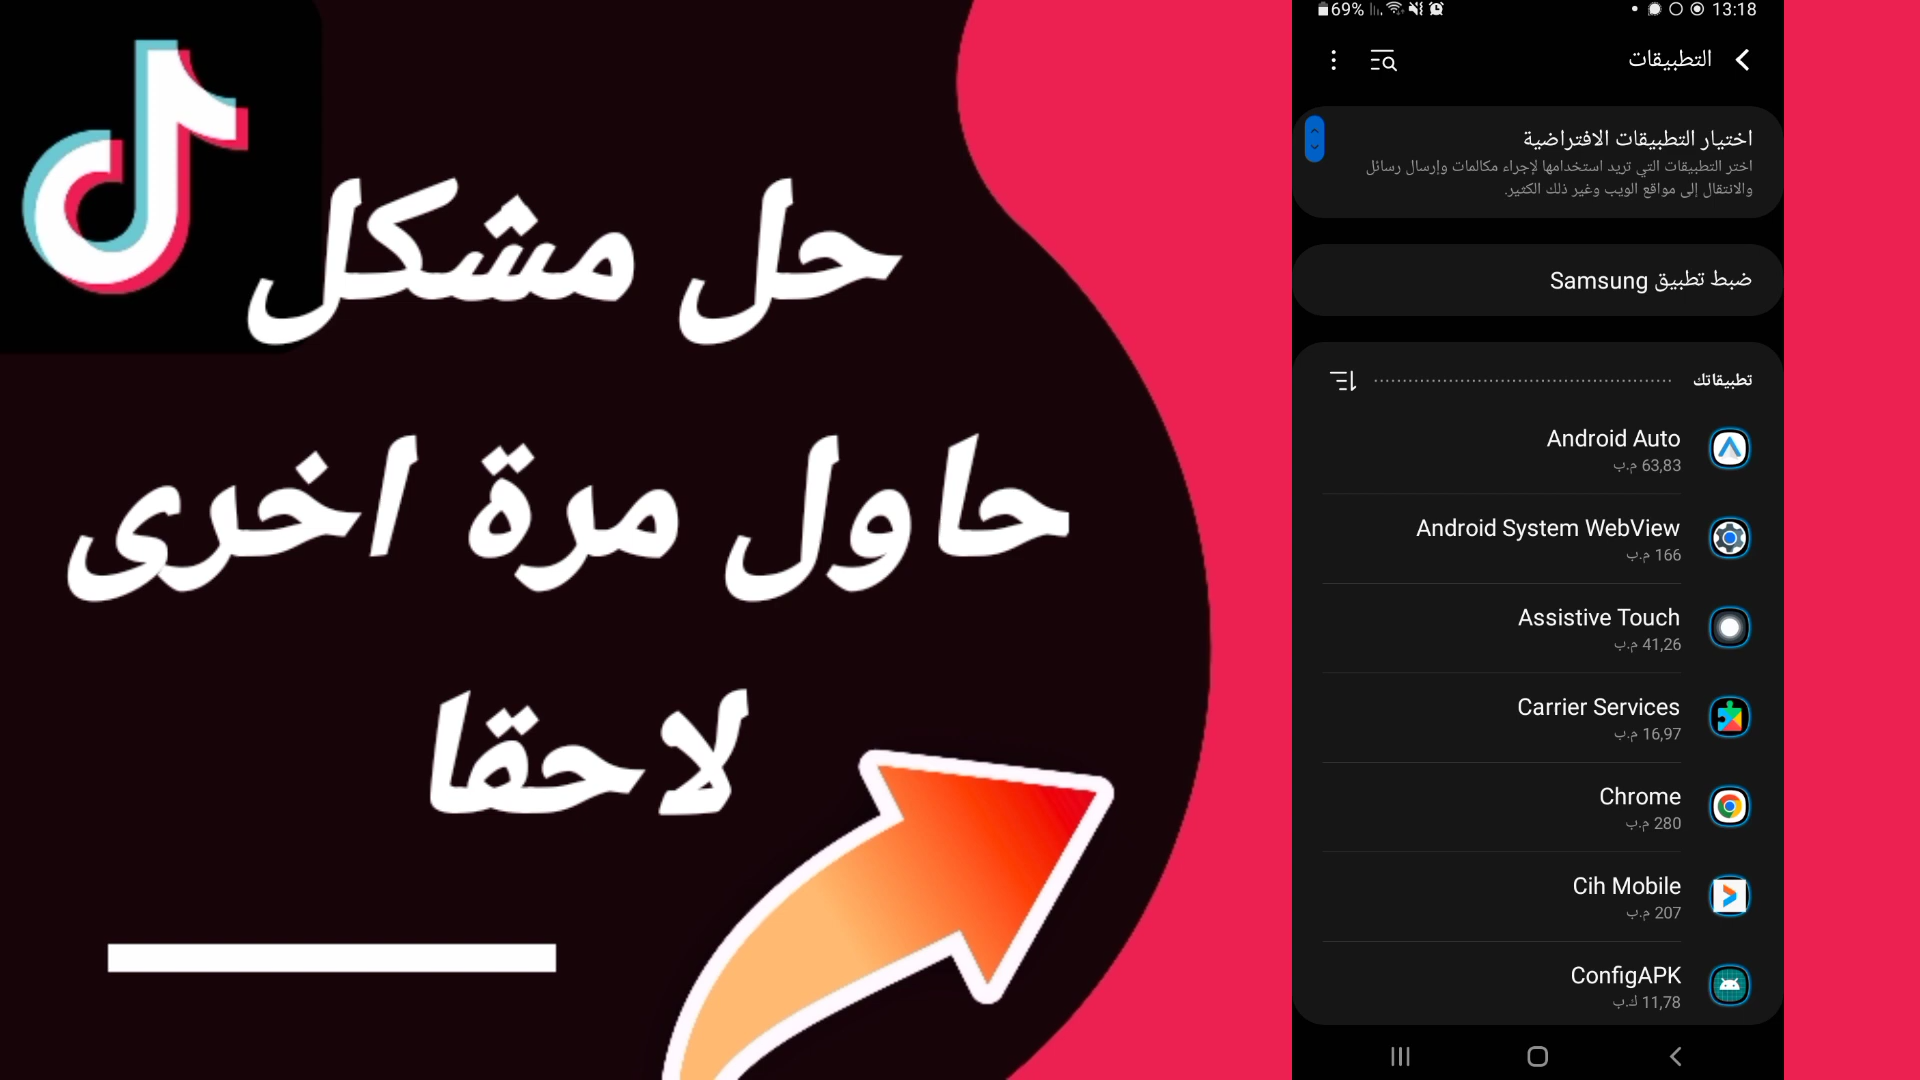 حل مشكل
حاول مرة اخرى
لاحقا
69% 13:18
التطبيقات
اختيار التطبيقات الافتراضية
اختر التطبيقات التي تريد استخدامها لإجراء مكالمات وإرسال رسائل
والانتقال إلى مواقع الويب وغير ذلك الكثير.
ضبط تطبيق Samsung
تطبيقاتك
Android Auto
63,83 م.ب
Android System WebView
166 م.ب
Assistive Touch
41,26 م.ب
Carrier Services
16,97 م.ب
Chrome
280 م.ب
Cih Mobile
207 م.ب
ConfigAPK
11,78 ك.ب